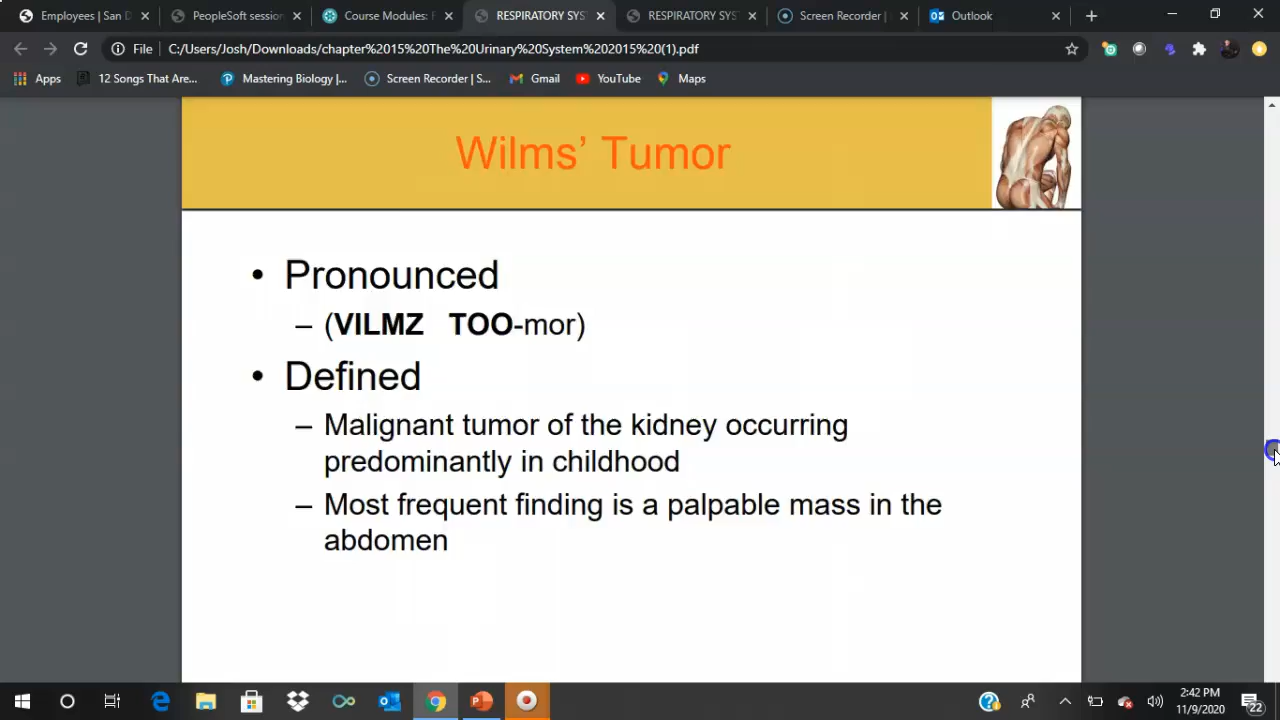 Employees | San D
PeopleSoft session
Course Modules: F
RESPIRATORY SYS
RESPIRATORY SYST
Screen Recorder |
Outlook
File C:/Users/Josh/Downloads/chapter%2015%20The%20Urinary%20System%202015%20(1).pdf
Apps 12 Songs That Are... Mastering Biology |... Screen Recorder | S... Gmail YouTube Maps
Wilms’ Tumor
• Pronounced
– (VILMZ TOO-mor)
• Defined
– Malignant tumor of the kidney occurring
predominantly in childhood
– Most frequent finding is a palpable mass in the
abdomen
2:42 PM
11/9/2020
22